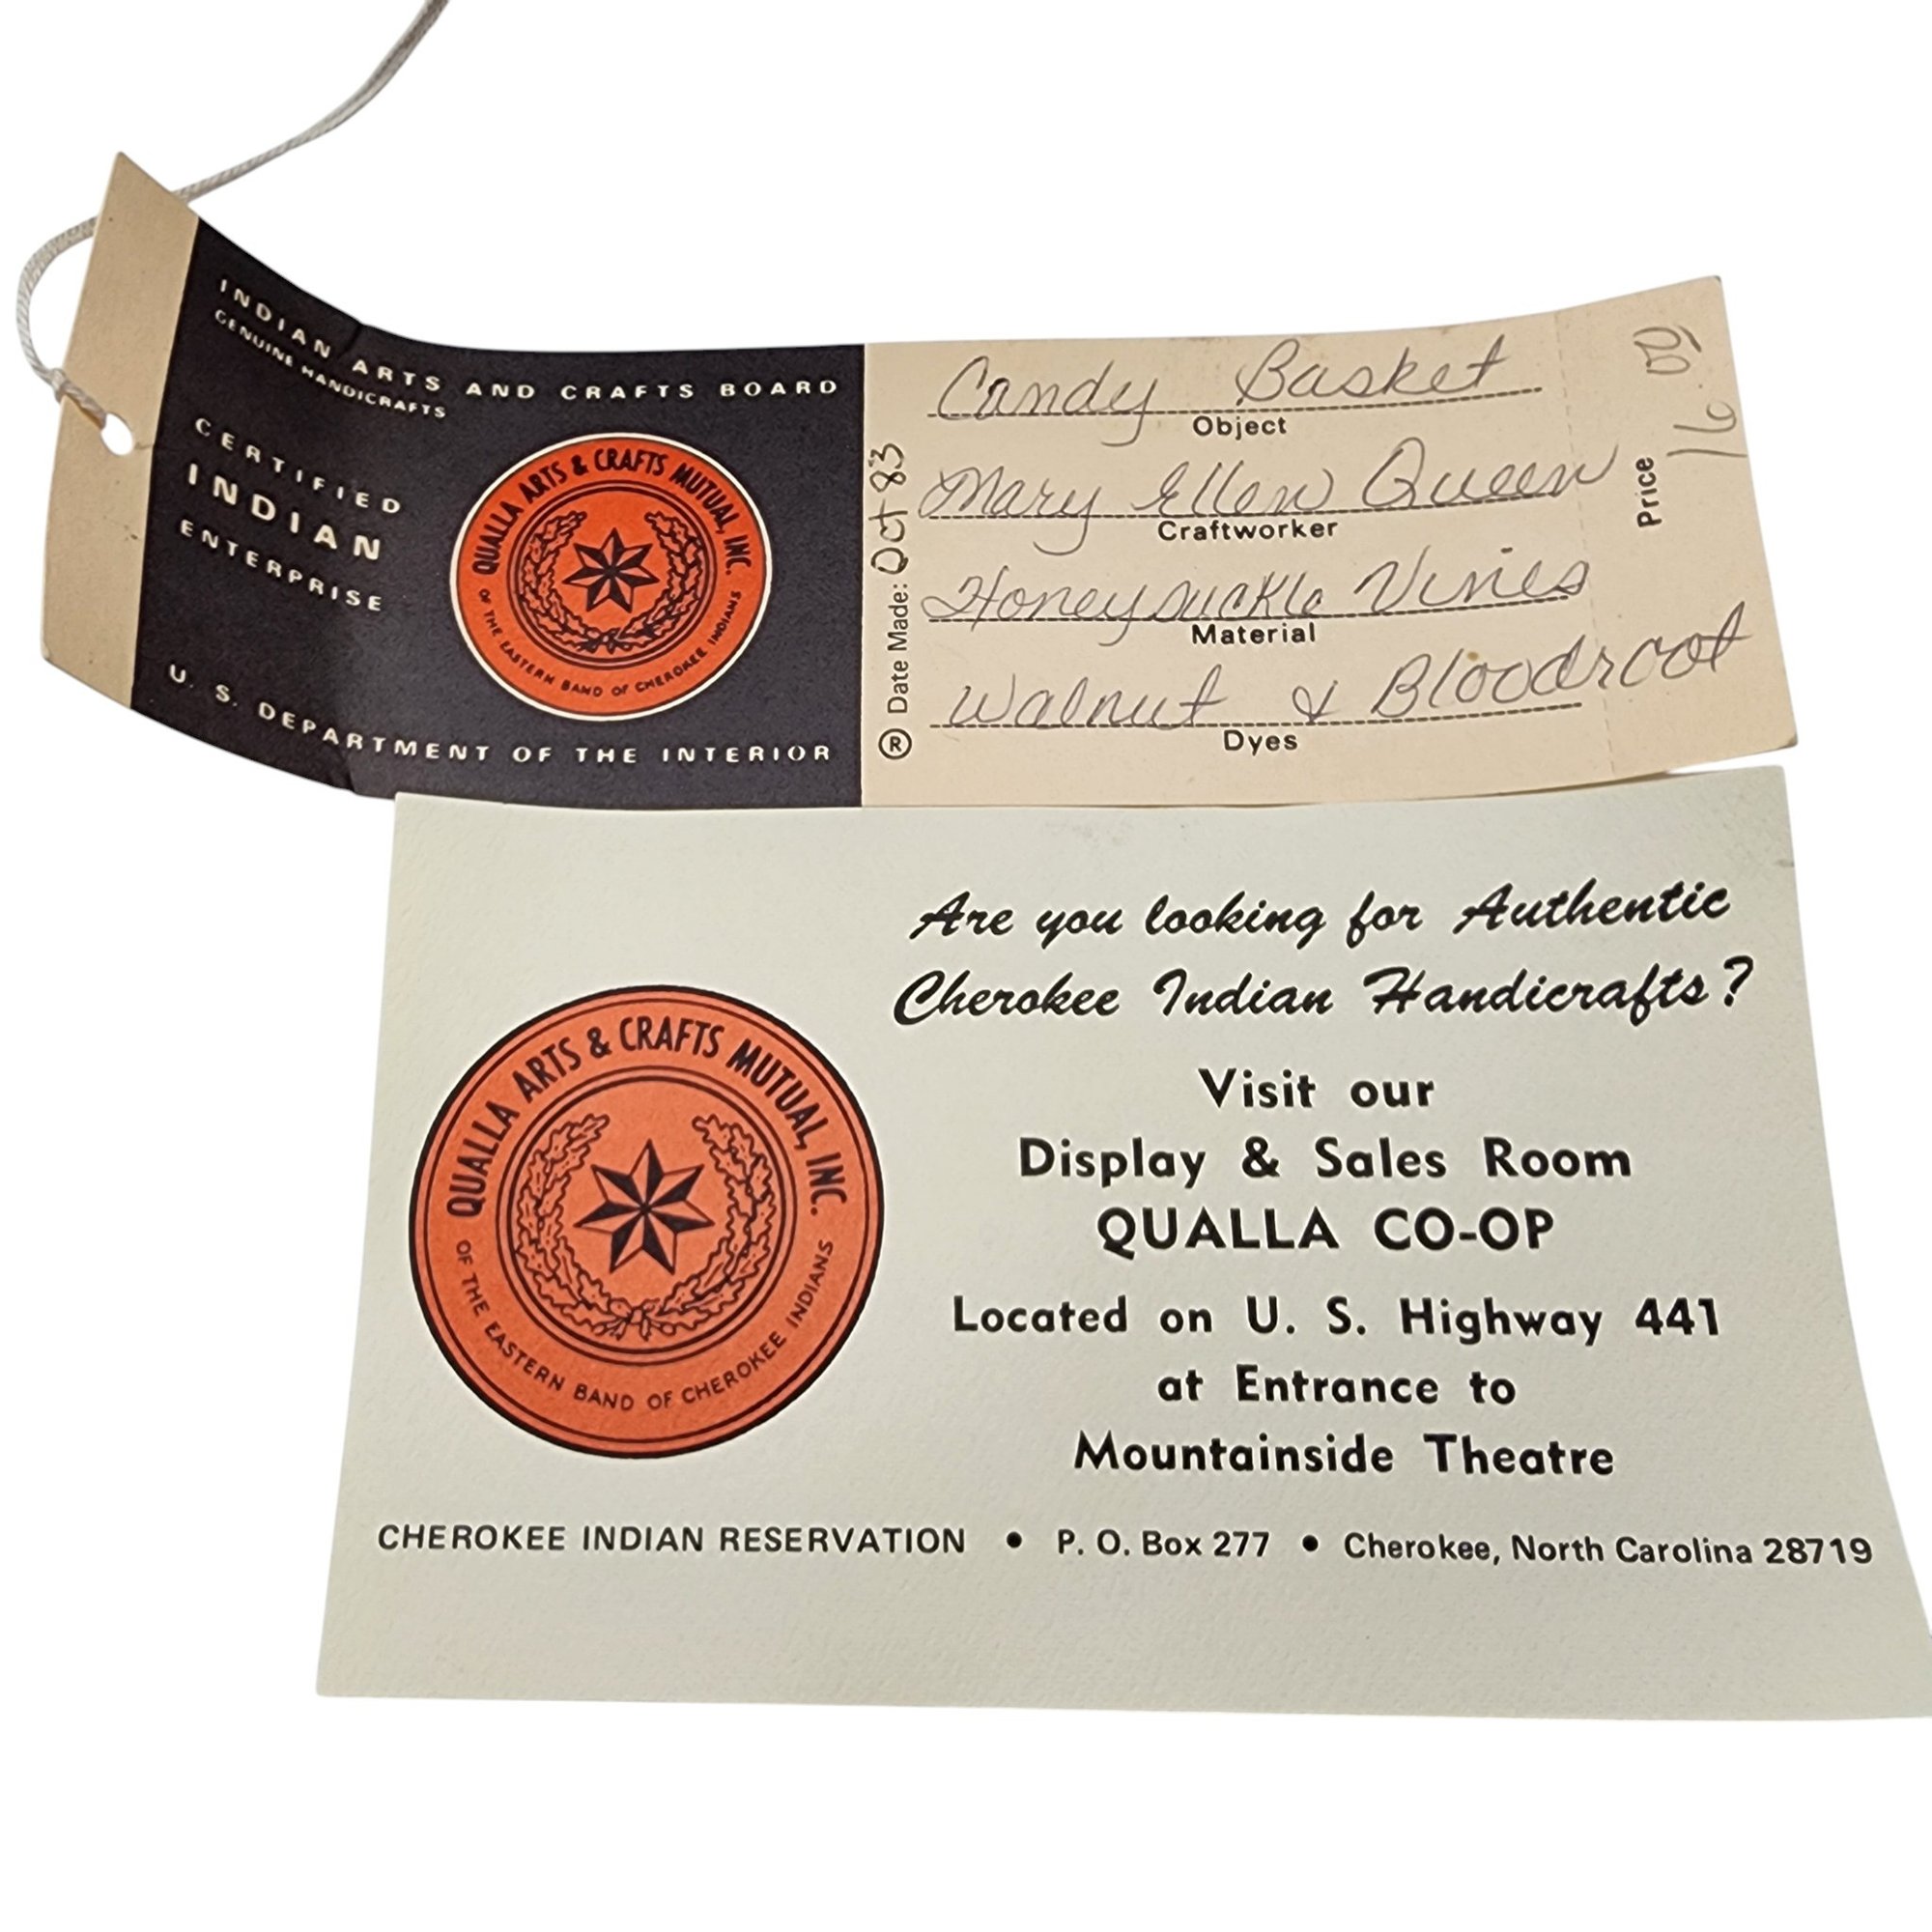 INDIAN ARTS AND CRAFTS BOARD
GENUINE HANDICRAFTS
CERTIFIED
INDIAN
ENTERPRISE
U. S. DEPARTMENT OF THE INTERIOR
QUALLA ARTS & CRAFTS MUTUAL, INC.
OF THE EASTERN BAND OF CHEROKEE INDIANS
® Date Made: Oct 83
Candy Basket
Object
Mary Ellen Queen
Craftworker
Honeysuckle Vines
Material
Walnut & Bloodroot
Dyes
Price 16.00
Are you looking for Authentic
Cherokee Indian Handicrafts?
Visit our
Display & Sales Room
QUALLA CO-OP
Located on U. S. Highway 441
at Entrance to
Mountainside Theatre
QUALLA ARTS & CRAFTS MUTUAL, INC.
OF THE EASTERN BAND OF CHEROKEE INDIANS
CHEROKEE INDIAN RESERVATION • P. O. Box 277 • Cherokee, North Carolina 28719